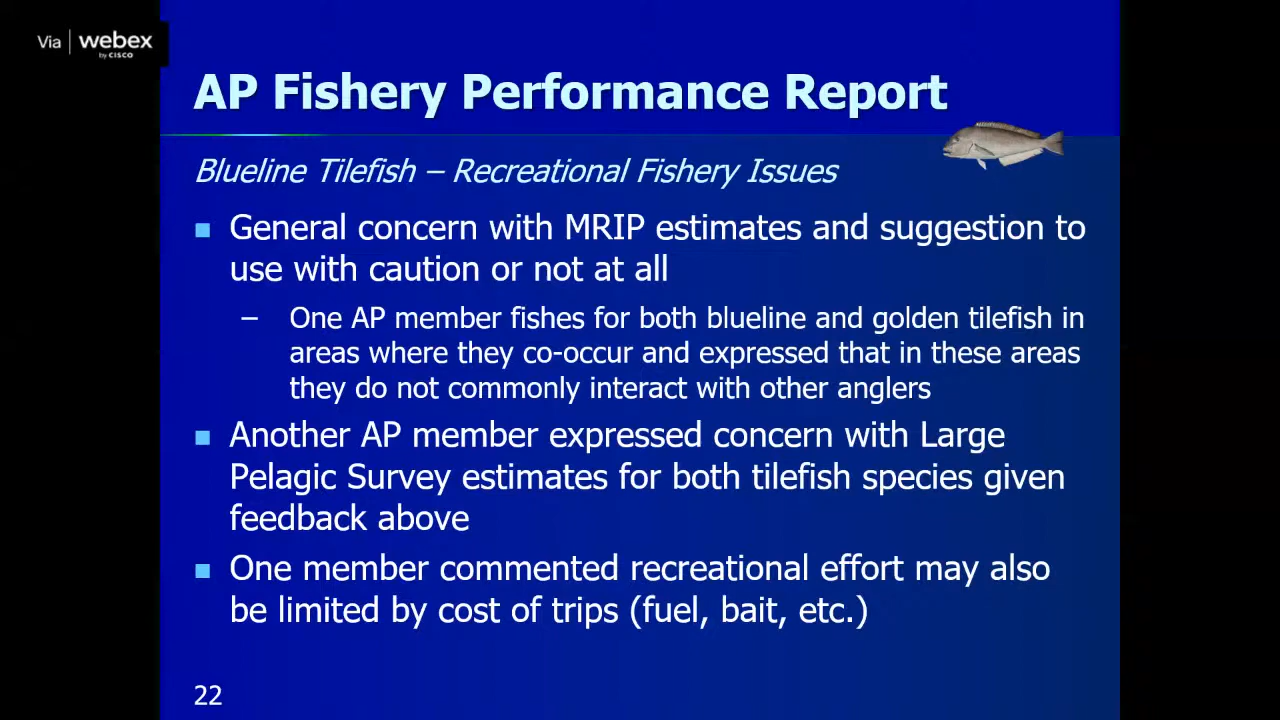 Via | webex
by CISCO
AP Fishery Performance Report
Blueline Tilefish – Recreational Fishery Issues
General concern with MRIP estimates and suggestion to
use with caution or not at all
– One AP member fishes for both blueline and golden tilefish in
areas where they co-occur and expressed that in these areas
they do not commonly interact with other anglers
Another AP member expressed concern with Large
Pelagic Survey estimates for both tilefish species given
feedback above
One member commented recreational effort may also
be limited by cost of trips (fuel, bait, etc.)
22